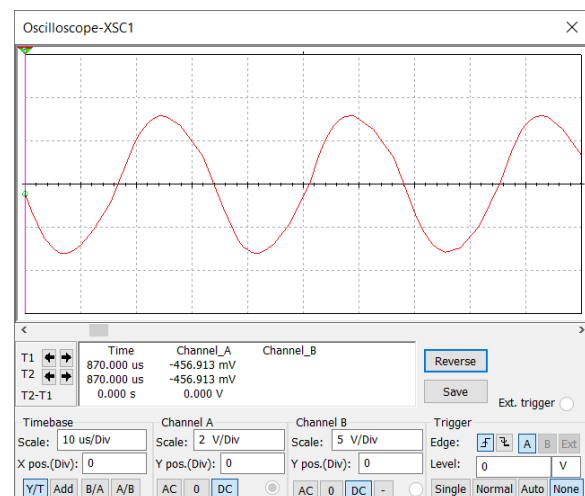 Oscilloscope-XSC1
Time Channel_A Channel_B
T1 870.000 us -456.913 mV
T2 870.000 us -456.913 mV
T2-T1 0.000 s 0.000 V
Reverse
Save
Ext. trigger
Timebase Channel A Channel B Trigger
Scale: 10 us/Div Scale: 2 V/Div Scale: 5 V/Div Edge: A B Ext
X pos.(Div): 0 Y pos.(Div): 0 Y pos.(Div): 0 Level: 0 V
Y/T Add B/A A/B AC 0 DC AC 0 DC - Single Normal Auto None